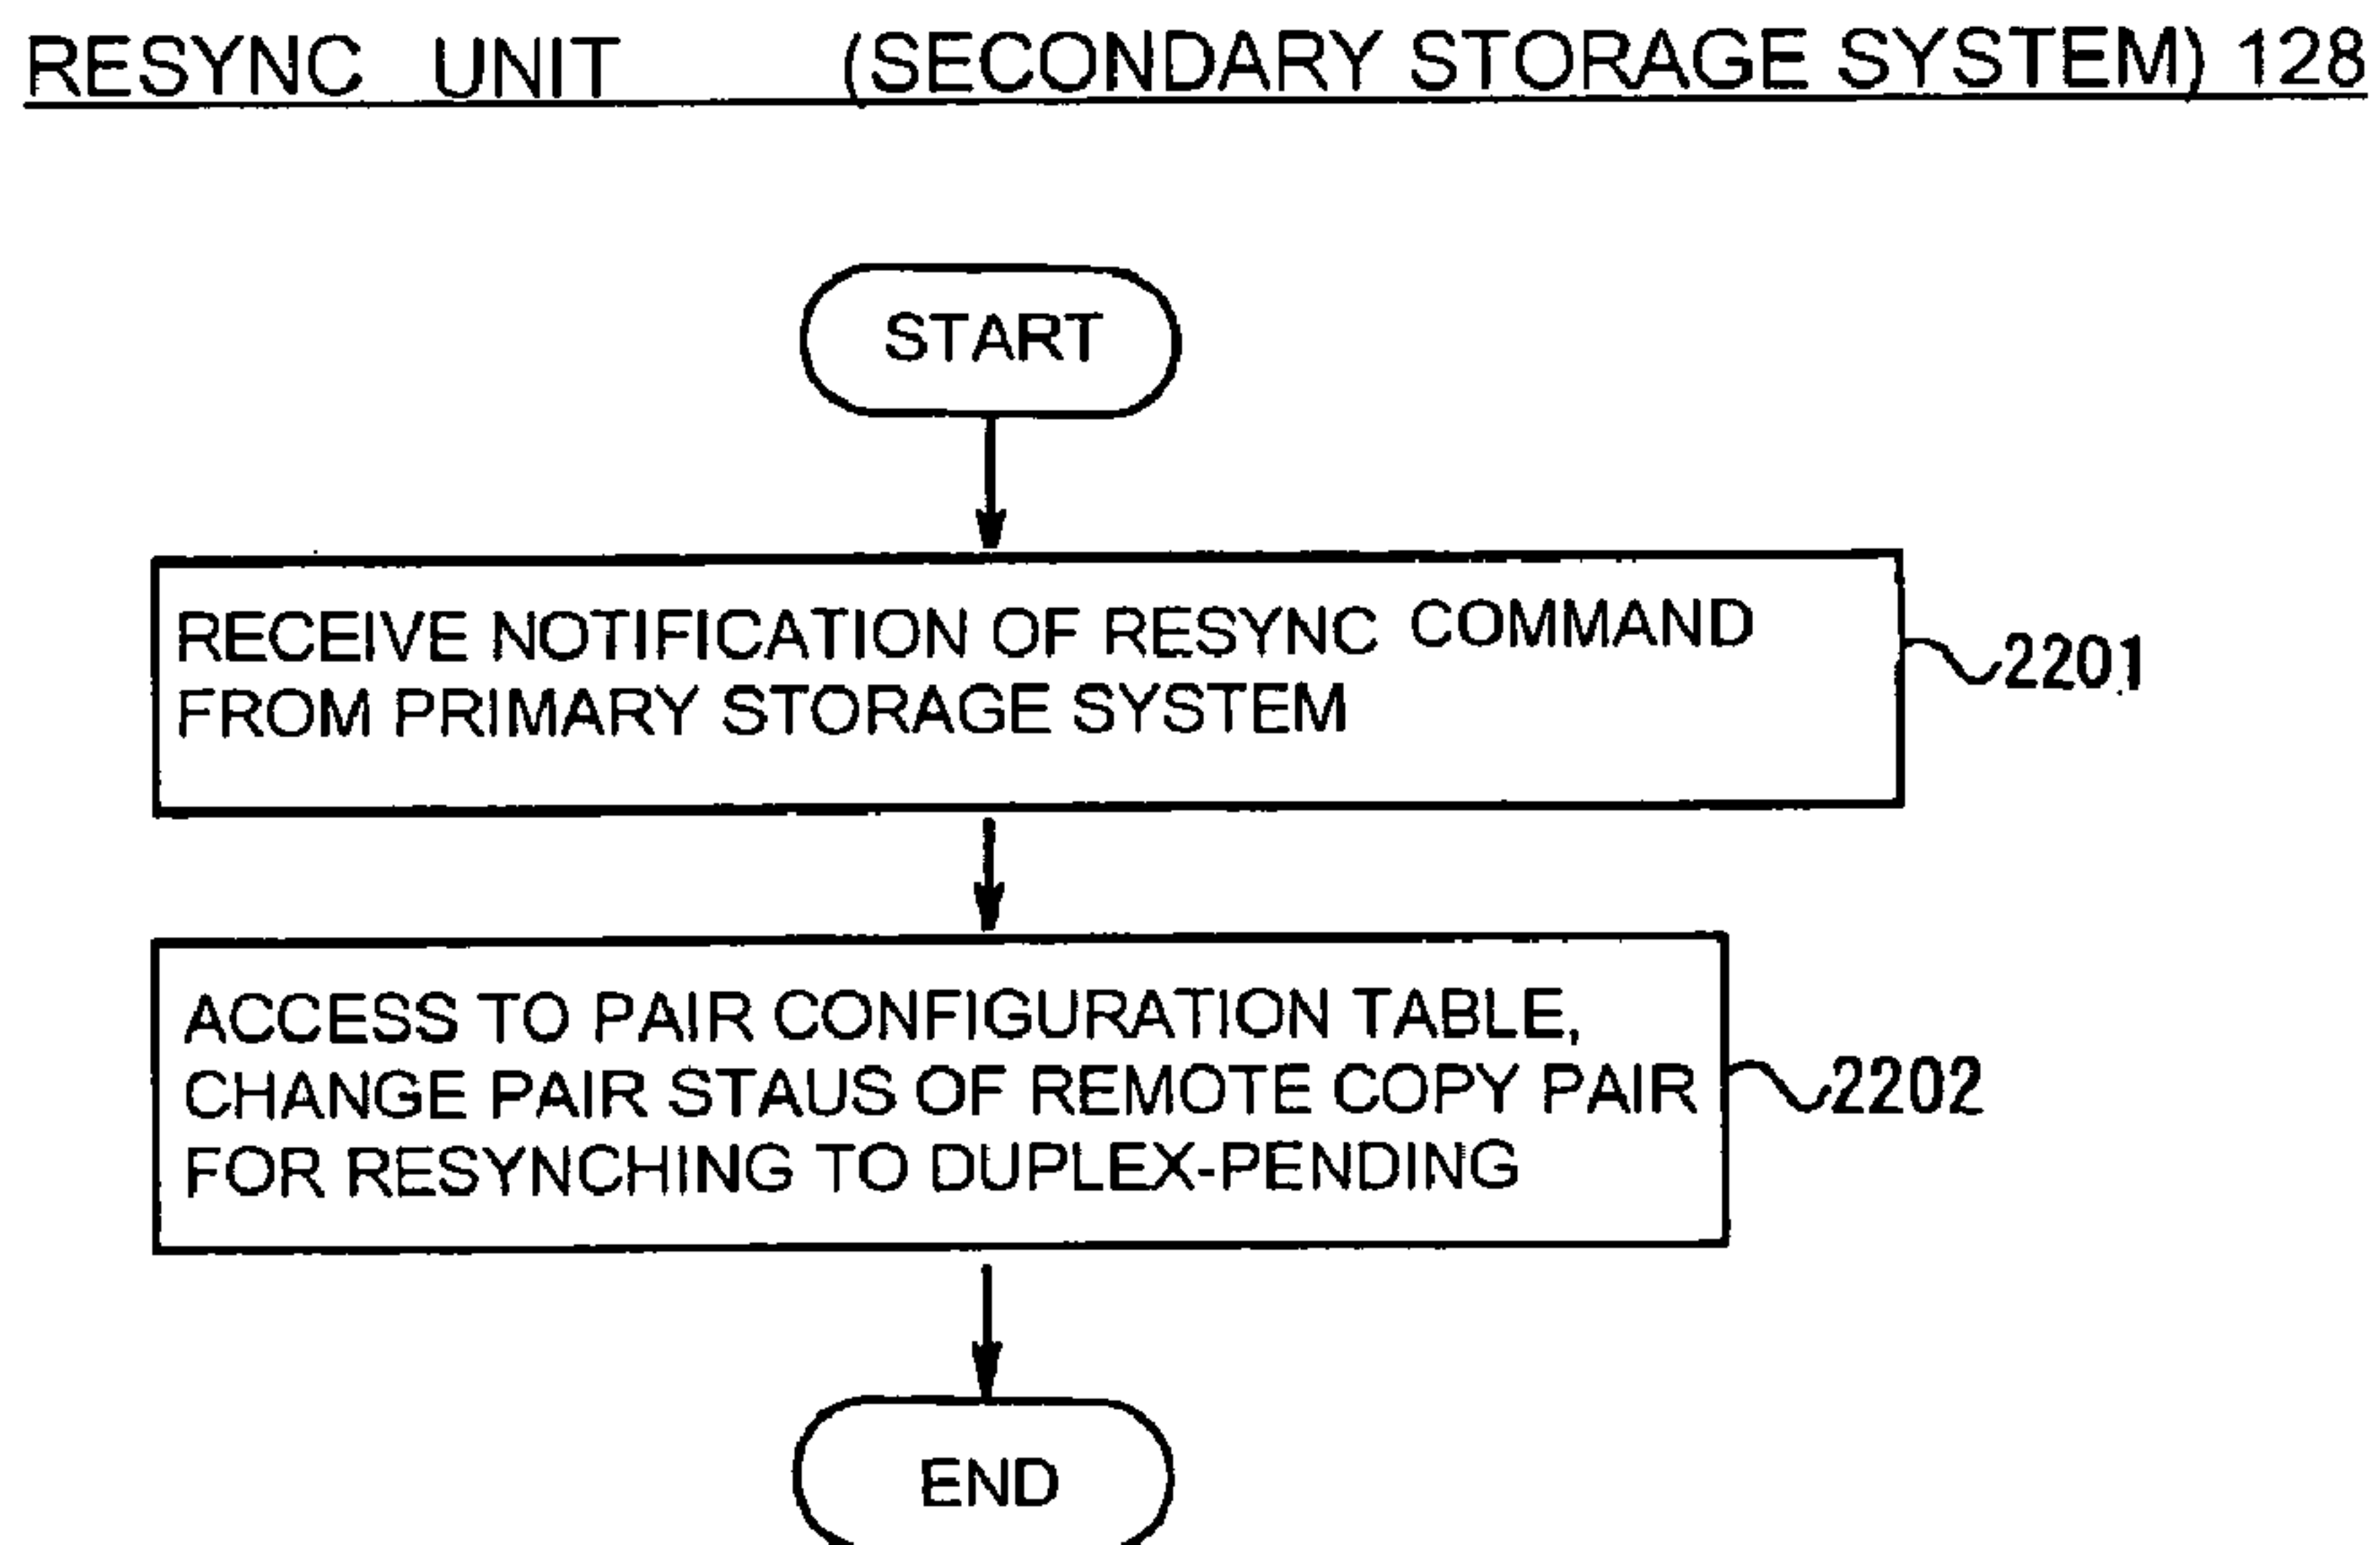 RESYNC UNIT (SECONDARY STORAGE SYSTEM) 128
START
RECEIVE NOTIFICATION OF RESYNC COMMAND
FROM PRIMARY STORAGE SYSTEM
2201
ACCESS TO PAIR CONFIGURATION TABLE,
CHANGE PAIR STAUS OF REMOTE COPY PAIR
FOR RESYNCHING TO DUPLEX-PENDING
2202
END